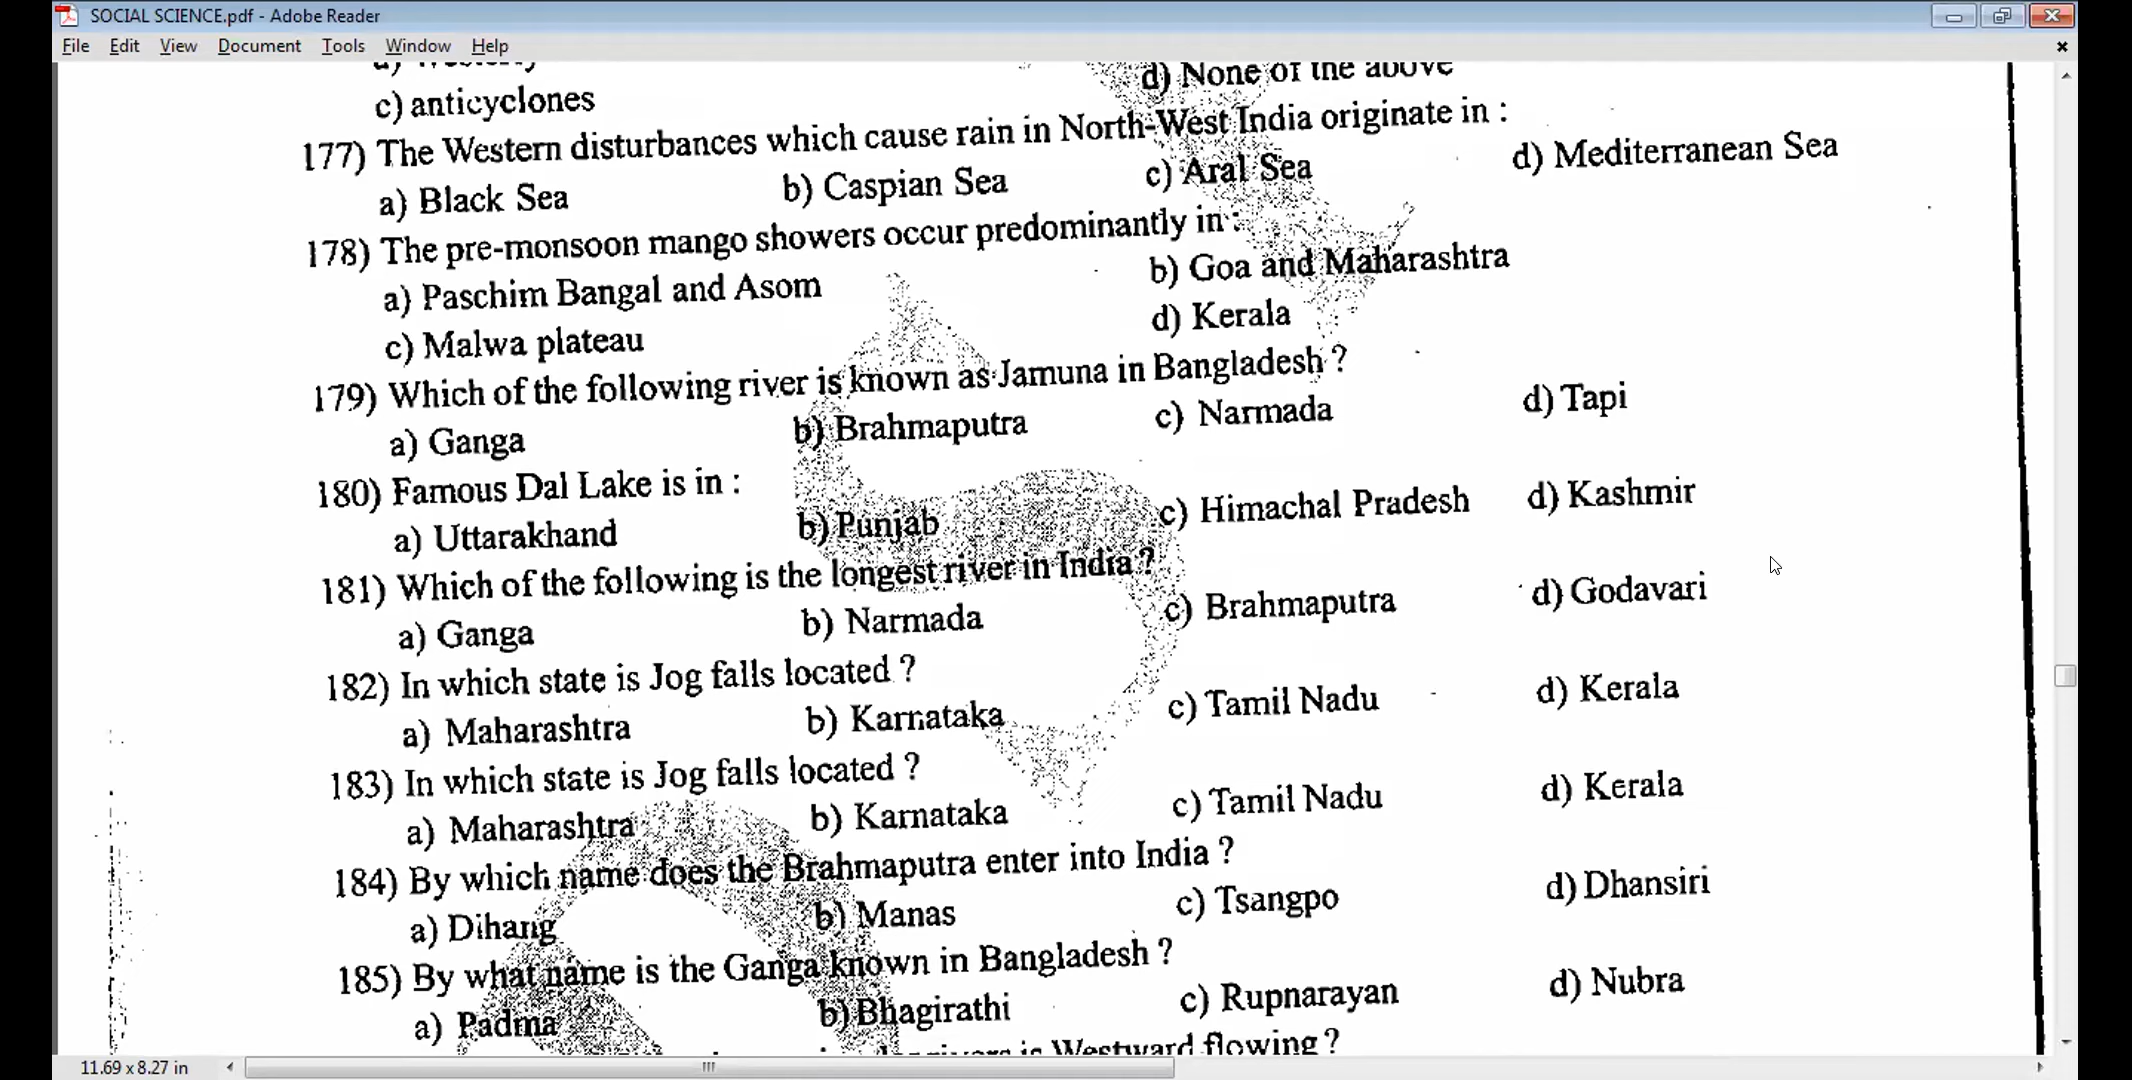 SOCIAL SCIENCE.pdf - Adobe Reader
File Edit View Document Tools Window Help
d) None of the above
c) anticyclones
177) The Western disturbances which cause rain in North-West India originate in :
a) Black Sea b) Caspian Sea c) Aral Sea d) Mediterranean Sea
178) The pre-monsoon mango showers occur predominantly in :
a) Paschim Bangal and Asom b) Goa and Maharashtra
c) Malwa plateau d) Kerala
179) Which of the following river is known as Jamuna in Bangladesh ?
a) Ganga b) Brahmaputra c) Narmada d) Tapi
180) Famous Dal Lake is in :
a) Uttarakhand b) Punjab c) Himachal Pradesh d) Kashmir
181) Which of the following is the longest river in India ?
a) Ganga b) Narmada c) Brahmaputra d) Godavari
182) In which state is Jog falls located ?
a) Maharashtra b) Karnataka c) Tamil Nadu d) Kerala
183) In which state is Jog falls located ?
a) Maharashtra b) Karnataka c) Tamil Nadu d) Kerala
184) By which name does the Brahmaputra enter into India ?
a) Dihang b) Manas c) Tsangpo d) Dhansiri
185) By what name is the Ganga known in Bangladesh ?
a) Padma b) Bhagirathi c) Rupnarayan d) Nubra
is Westward flowing ?
11.69 x 8.27 in